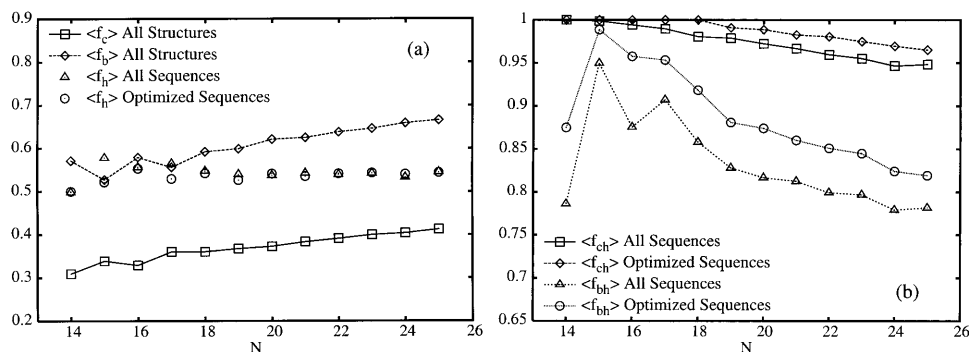 0.9
0.8
0.7
0.6
0.5
0.4
0.3
0.2
<f_c> All Structures
<f_b> All Structures
<f_h> All Sequences
<f_h> Optimized Sequences
(a)
14 16 18 20 22 24 26
N
1
0.95
0.9
0.85
0.8
0.75
0.7
0.65
<f_ch> All Sequences
<f_ch> Optimized Sequences
<f_bh> All Sequences
<f_bh> Optimized Sequences
(b)
14 16 18 20 22 24 26
N